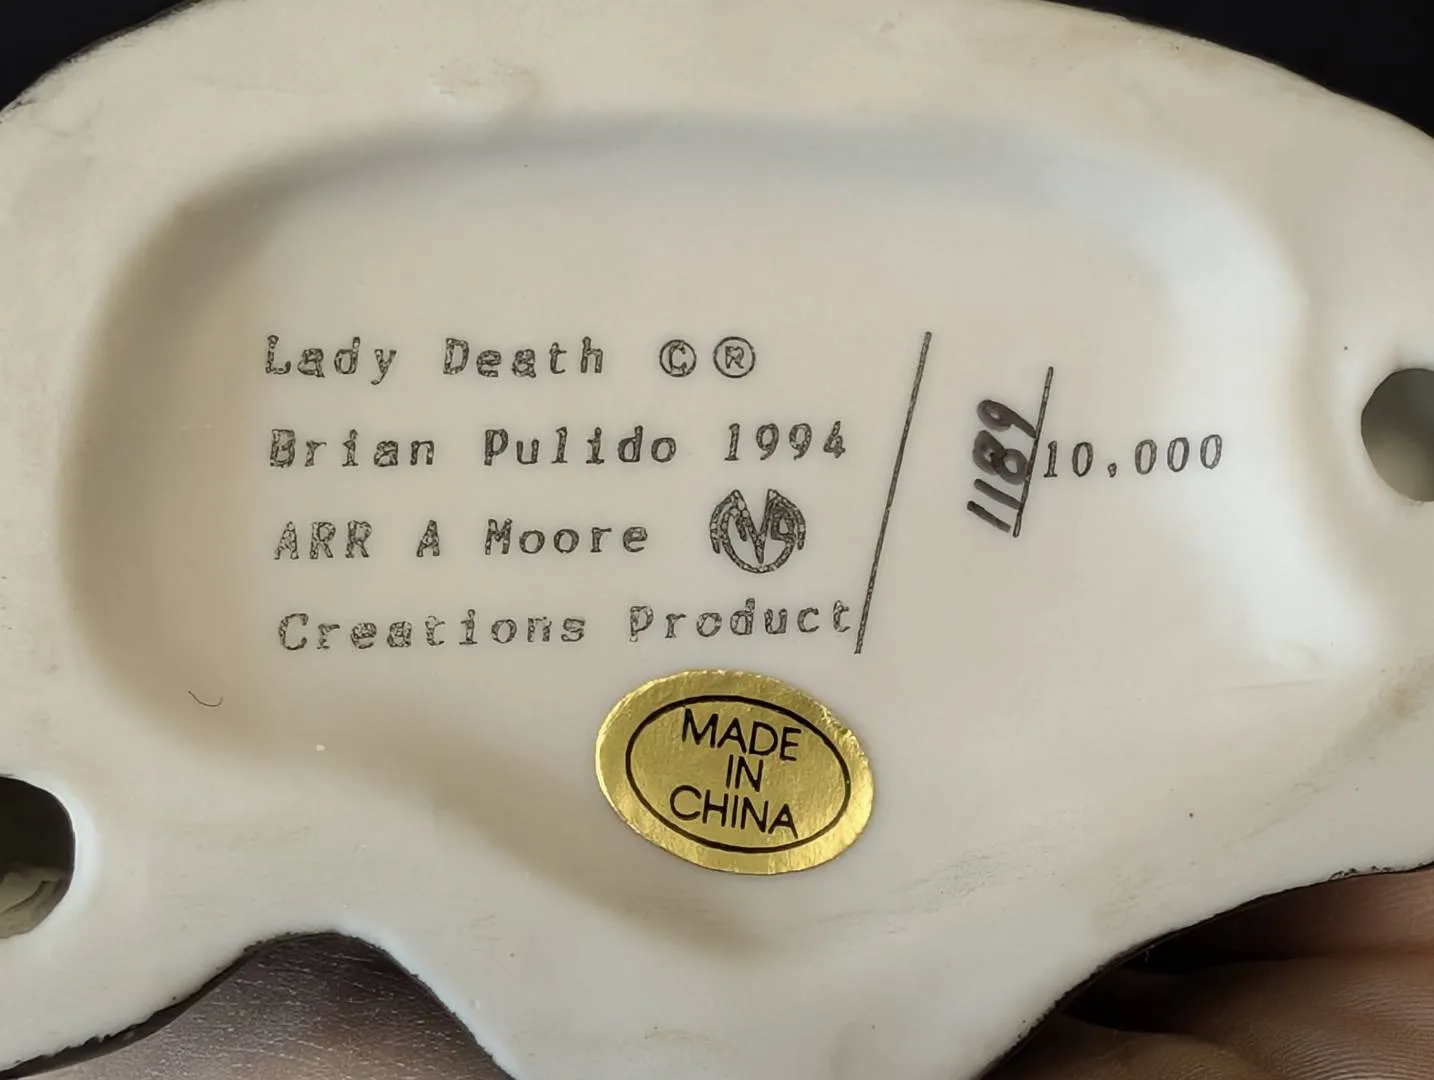 Lady Death ©®
Brian Pulido 1994
ARR A Moore
Creations Product
1189/10,000
MADE
IN
CHINA